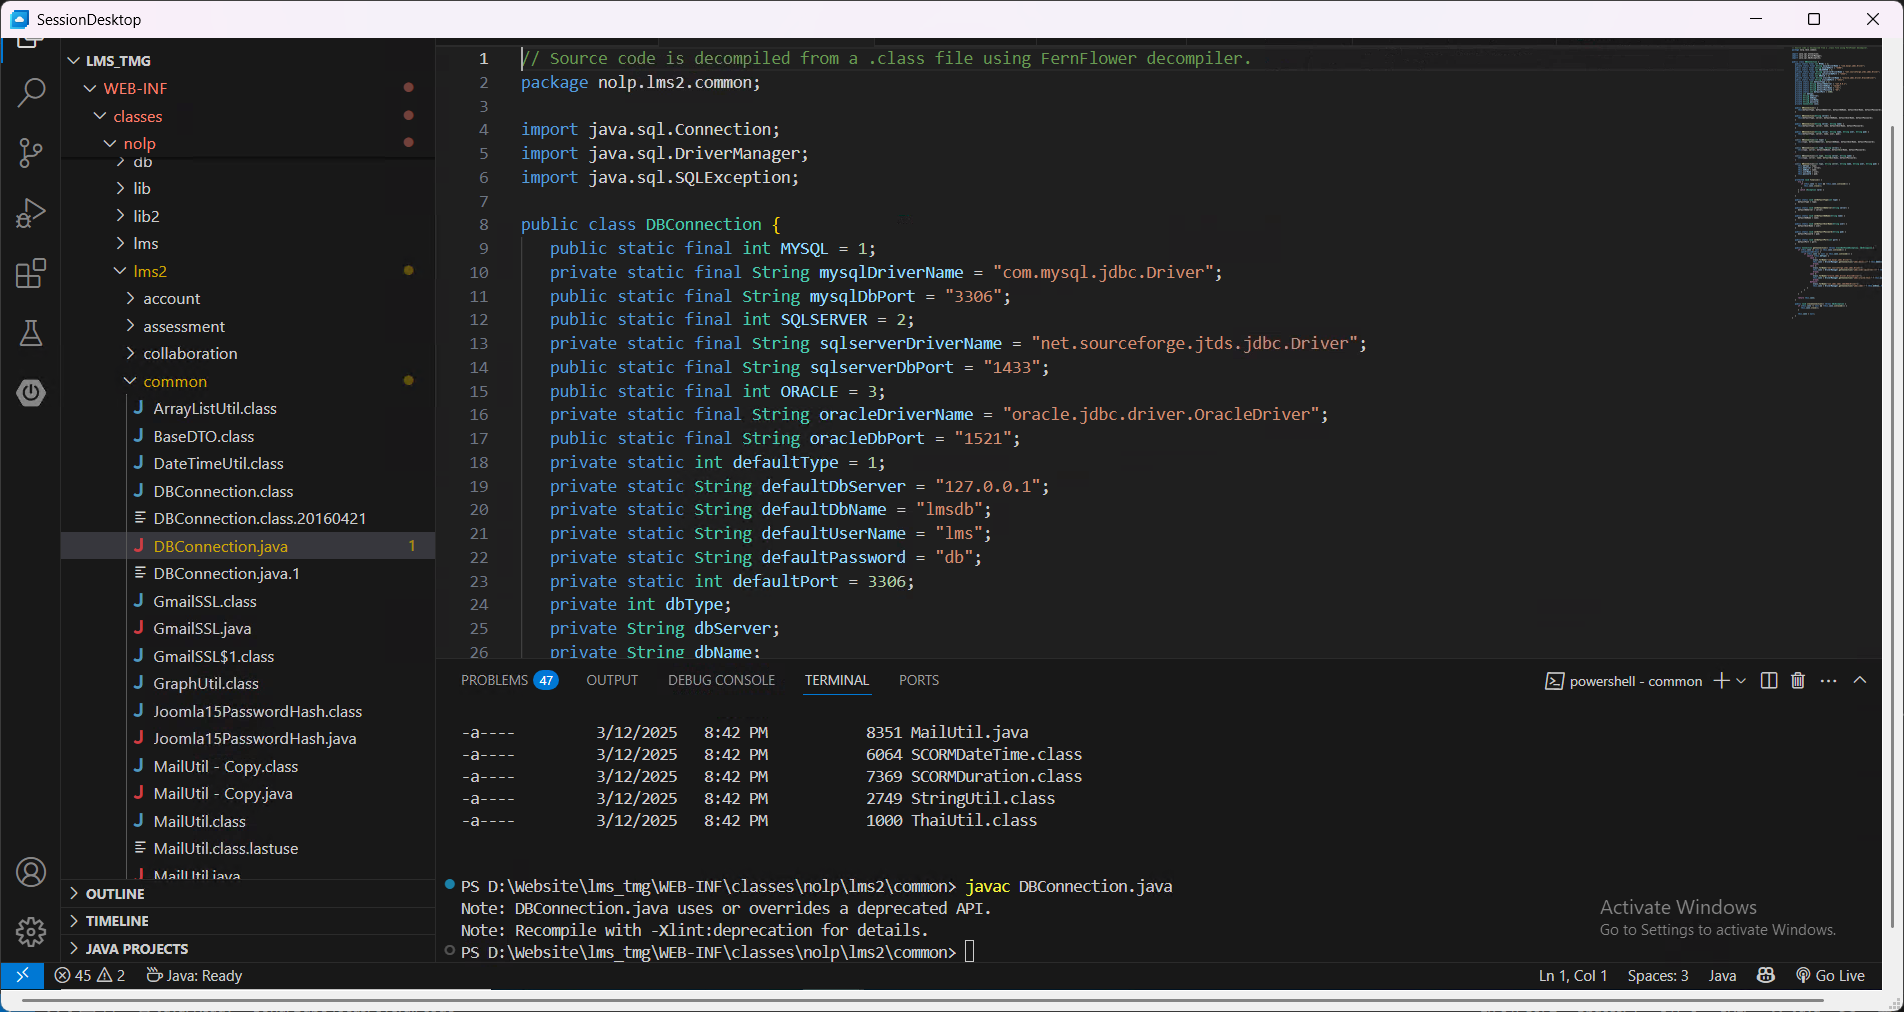 SessionDesktop
LMS_TMG
WEB-INF
classes
nolp
db
lib
lib2
lms
lms2
account
assessment
collaboration
common
ArrayListUtil.class
BaseDTO.class
DateTimeUtil.class
DBConnection.class
DBConnection.class.20160421
DBConnection.java 1
DBConnection.java.1
GmailSSL.class
GmailSSL.java
GmailSSL$1.class
GraphUtil.class
Joomla15PasswordHash.class
Joomla15PasswordHash.java
MailUtil - Copy.class
MailUtil - Copy.java
MailUtil.class
MailUtil.class.lastuse
MailUtil.java
OUTLINE
TIMELINE
JAVA PROJECTS
1 // Source code is decompiled from a .class file using FernFlower decompiler.
2 package nolp.lms2.common;
3
4 import java.sql.Connection;
5 import java.sql.DriverManager;
6 import java.sql.SQLException;
7
8 public class DBConnection {
9 public static final int MYSQL = 1;
10 private static final String mysqlDriverName = "com.mysql.jdbc.Driver";
11 public static final String mysqlDbPort = "3306";
12 public static final int SQLSERVER = 2;
13 private static final String sqlserverDriverName = "net.sourceforge.jtds.jdbc.Driver";
14 public static final String sqlserverDbPort = "1433";
15 public static final int ORACLE = 3;
16 private static final String oracleDriverName = "oracle.jdbc.driver.OracleDriver";
17 public static final String oracleDbPort = "1521";
18 private static int defaultType = 1;
19 private static String defaultDbServer = "127.0.0.1";
20 private static String defaultDbName = "lmsdb";
21 private static String defaultUserName = "lms";
22 private static String defaultPassword = "db";
23 private static int defaultPort = 3306;
24 private int dbType;
25 private String dbServer;
26 private String dbName;
PROBLEMS 47 OUTPUT DEBUG CONSOLE TERMINAL PORTS
powershell - common
-a---- 3/12/2025 8:42 PM 8351 MailUtil.java
-a---- 3/12/2025 8:42 PM 6064 SCORMDateTime.class
-a---- 3/12/2025 8:42 PM 7369 SCORMDuration.class
-a---- 3/12/2025 8:42 PM 2749 StringUtil.class
-a---- 3/12/2025 8:42 PM 1000 ThaiUtil.class
PS D:\Website\lms_tmg\WEB-INF\classes\nolp\lms2\common> javac DBConnection.java
Note: DBConnection.java uses or overrides a deprecated API.
Note: Recompile with -Xlint:deprecation for details.
PS D:\Website\lms_tmg\WEB-INF\classes\nolp\lms2\common>
Activate Windows
Go to Settings to activate Windows.
45 2 Java: Ready
Ln 1, Col 1 Spaces: 3 Java Go Live